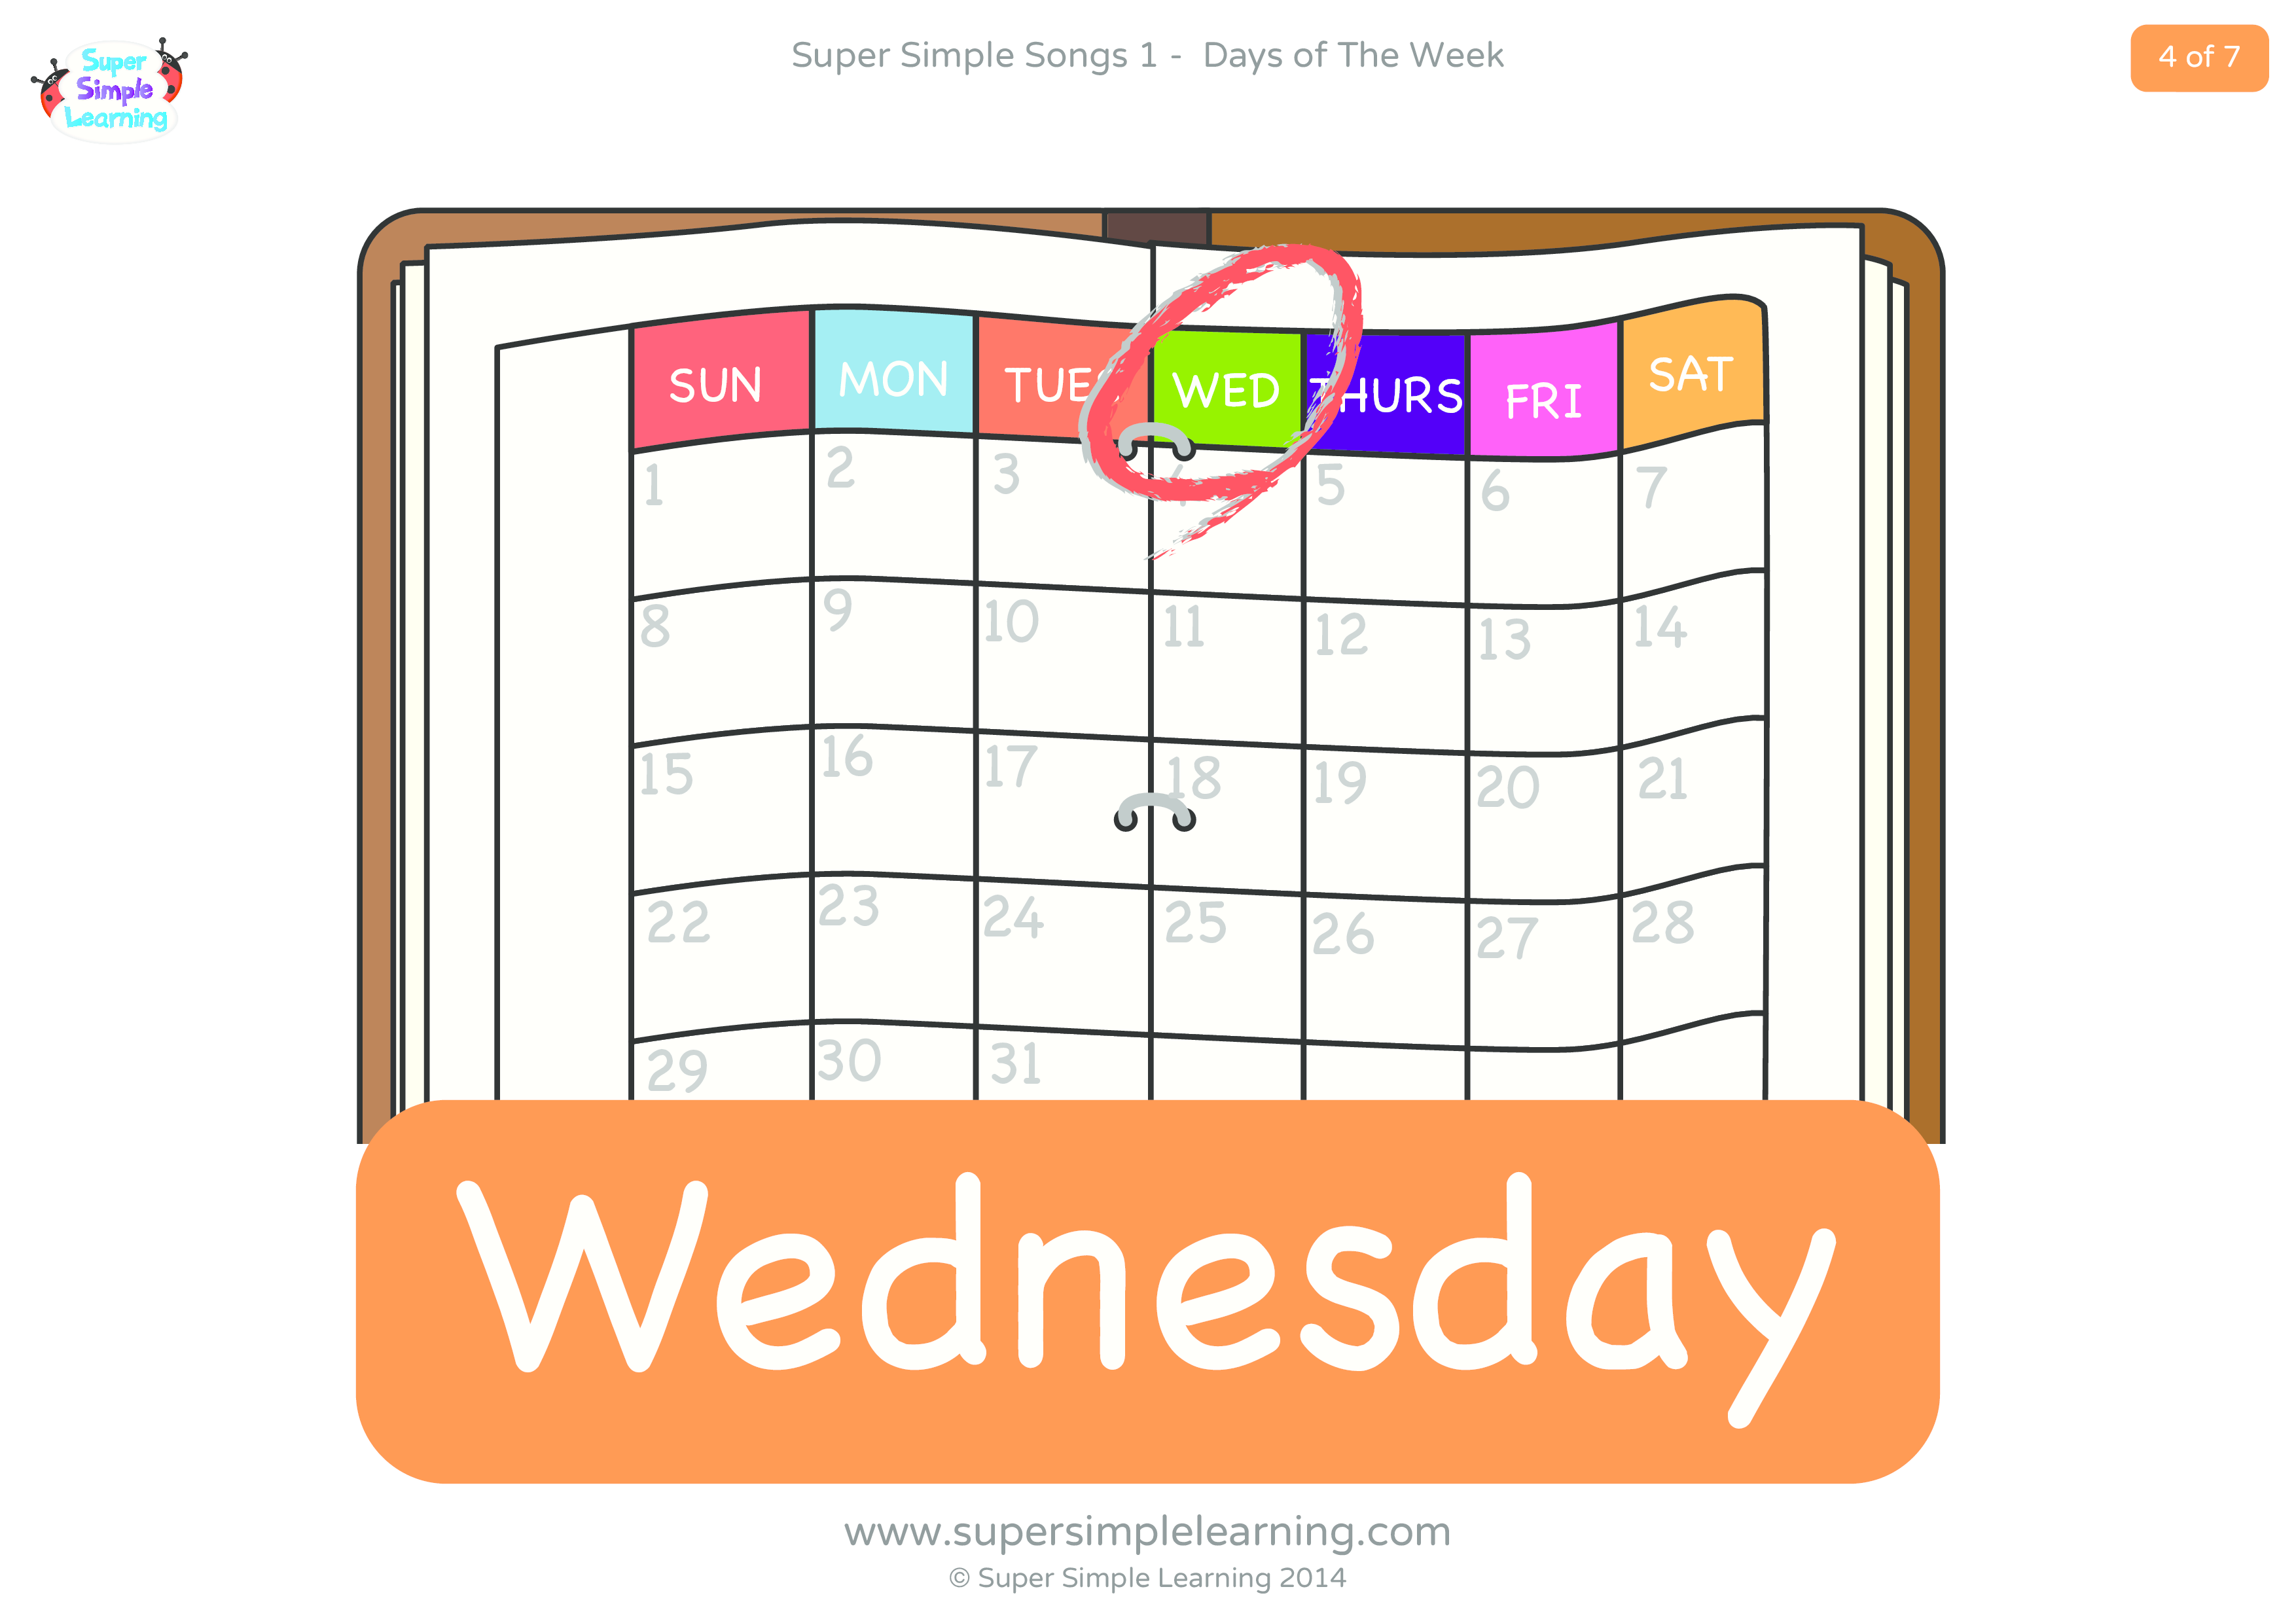 Super
Simple
Learning
Super Simple Songs 1 - Days of The Week
4 of 7
SUN MON TUES WED THURS FRI SAT
1 2 3 4 5 6 7
8 9 10 11 12 13 14
15 16 17 18 19 20 21
22 23 24 25 26 27 28
29 30 31
Wednesday
www.supersimplelearning.com
© Super Simple Learning 2014